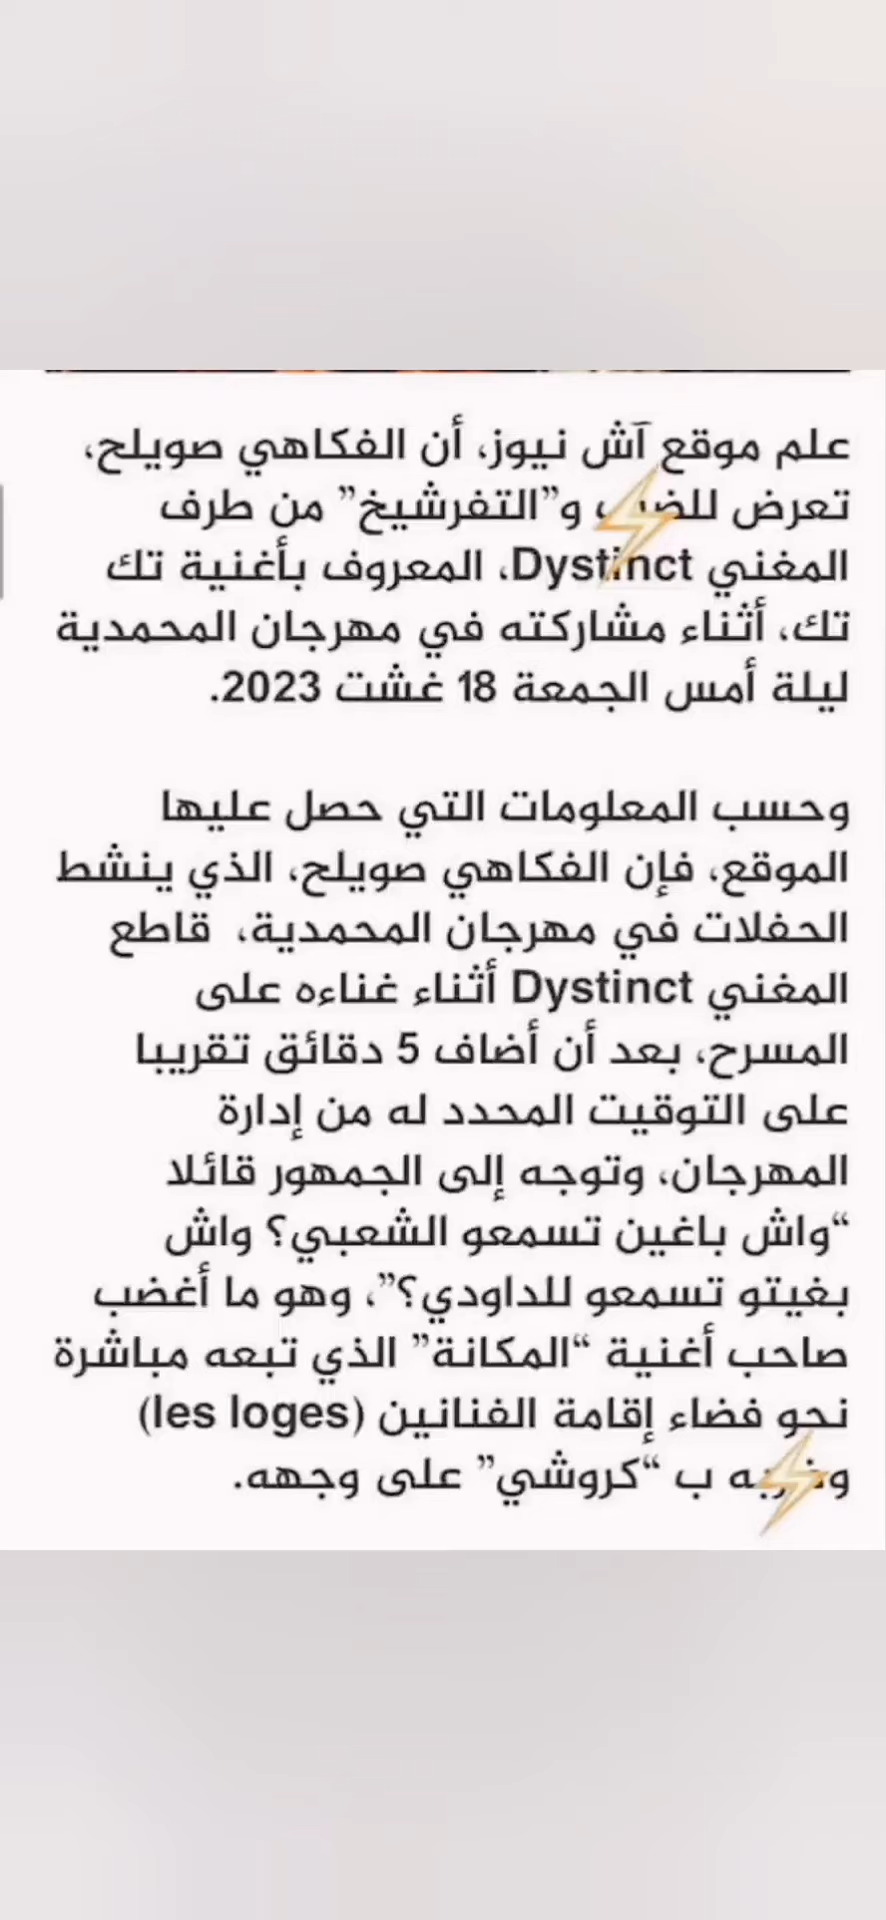 علم موقع آش نيوز، أن الفكاهي صويلح،
تعرض و”التفرشيخ” من طرف
المغني Dystinct، المعروف بأغنية تك
تك، أثناء مشاركته في مهرجان المحمدية
ليلة أمس الجمعة 18 غشت 2023.
وحسب المعلومات التي حصل عليها
الموقع، فإن الفكاهي صويلح، الذي ينشط
الحفلات في مهرجان المحمدية، قاطع
المغني Dystinct أثناء غناءه على
المسرح، بعد أن أضاف 5 دقائق تقريبا
على التوقيت المحدد له من إدارة
المهرجان، وتوجه إلى الجمهور قائلا
“واش باغين تسمعو الشعبي؟ واش
بغيتو تسمعو للداودي؟”، وهو ما أغضب
صاحب أغنية “المكانة” الذي تبعه مباشرة
نحو فضاء إقامة الفنانين (les loges)
ب “كروشي” على وجهه.